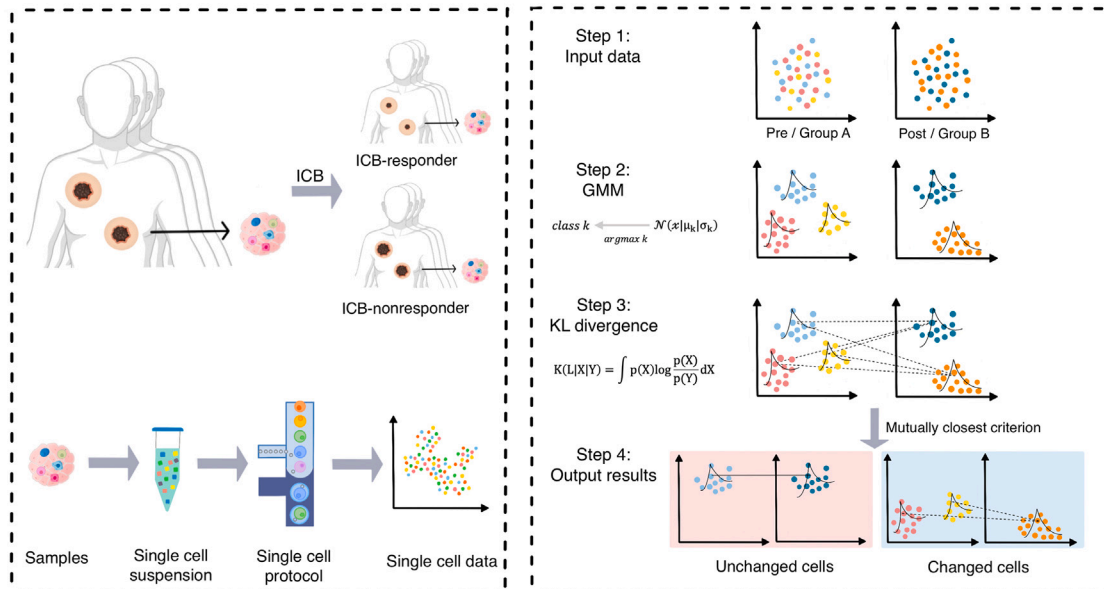 ICB
ICB-responder
ICB-nonresponder
Samples
Single cell
suspension
Single cell
protocol
Single cell data
Step 1:
Input data
Pre / Group A
Post / Group B
Step 2:
GMM
class k
argmax k
𝒩(x|μₖ|σₖ)
Step 3:
KL divergence
K(L|X|Y) = ∫ p(X)log p(X)/p(Y) dX
Mutually closest criterion
Step 4:
Output results
Unchanged cells
Changed cells